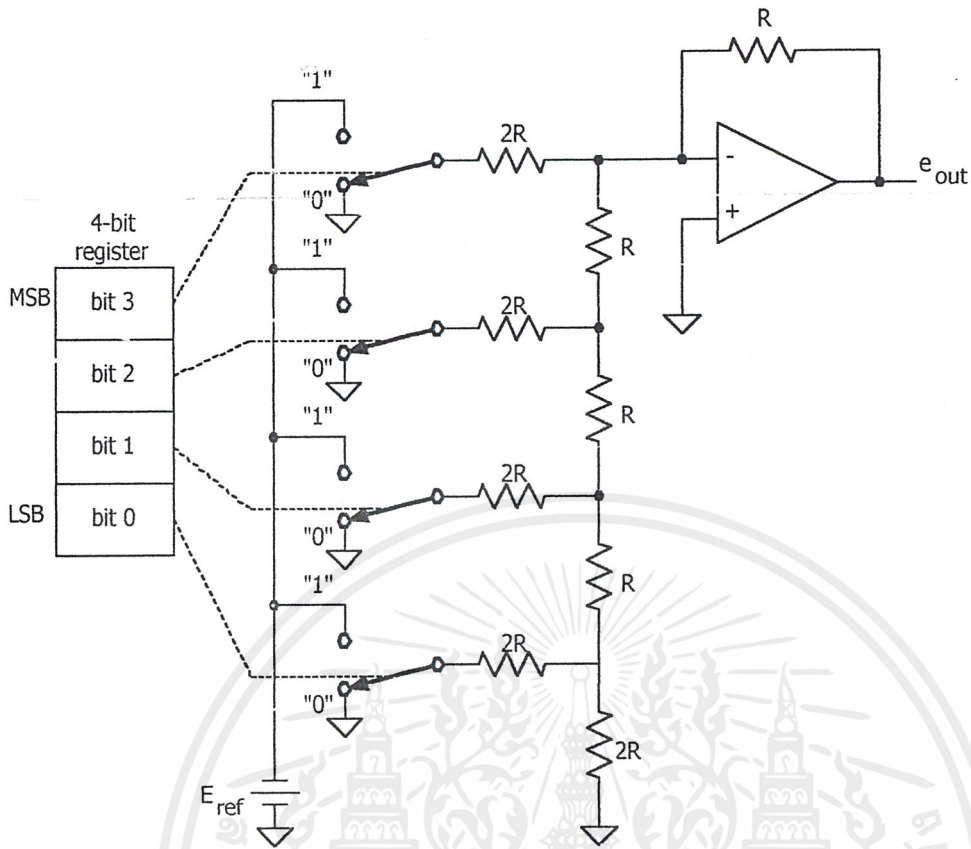 R
"1"
2R
-
+
e out
"0"
4-bit
register
R
"1"
MSB
bit 3
2R
bit 2
"0"
R
"1"
bit 1
2R
LSB
bit 0
"0"
R
"1"
2R
"0"
2R
E ref